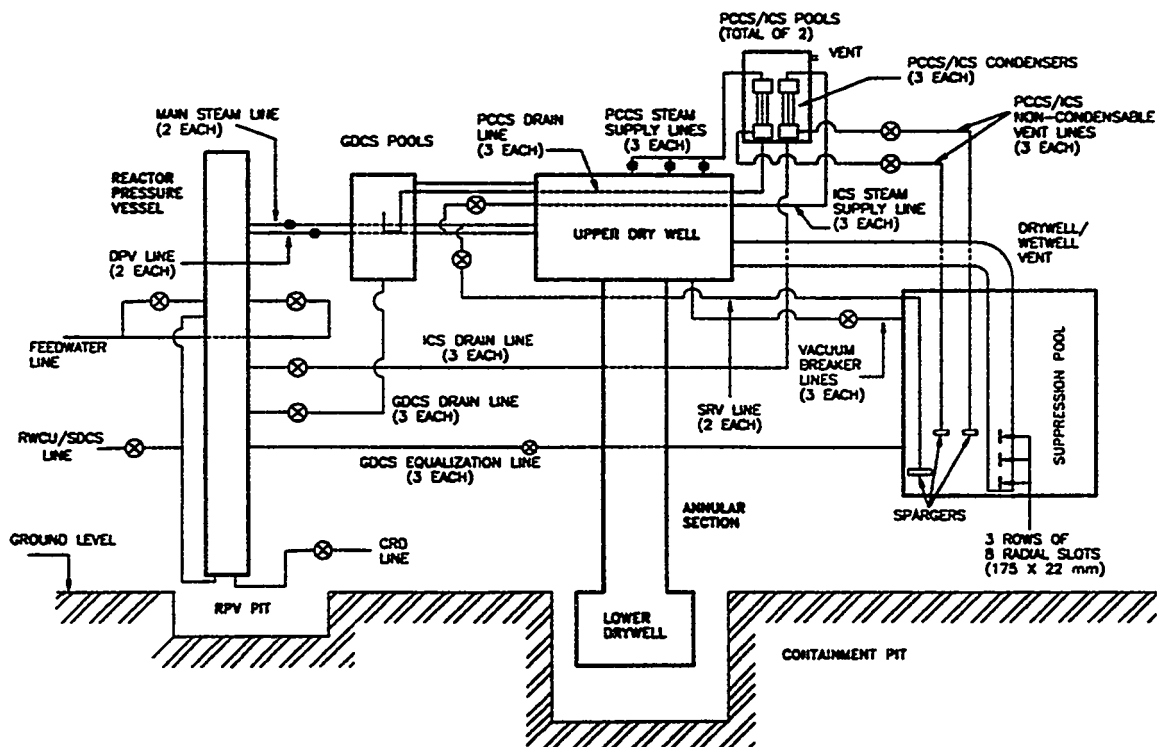 PCCS/ICS POOLS
(TOTAL OF 2)
VENT
PCCS/ICS CONDENSERS
(3 EACH)
MAIN STEAM LINE
(2 EACH)
PCCS DRAIN
LINE
(3 EACH)
PCCS STEAM
SUPPLY LINES
(3 EACH)
PCCS/ICS
NON-CONDENSABLE
VENT LINES
(3 EACH)
GDCS POOLS
REACTOR
PRESSURE
VESSEL
ICS STEAM
SUPPLY LINE
(3 EACH)
UPPER DRY WELL
DRYWELL/
WETWELL
VENT
DPV LINE
(2 EACH)
FEEDWATER
LINE
ICS DRAIN LINE
(3 EACH)
VACUUM
BREAKER
LINES
(3 EACH)
GDCS DRAIN LINE
(3 EACH)
SRV LINE
(2 EACH)
SUPPRESSION POOL
RWCU/SDCS
LINE
GDCS EQUALIZATION LINE
(3 EACH)
ANNULAR
SECTION
SPARGERS
GROUND LEVEL
CRD
LINE
3 ROWS OF
8 RADIAL SLOTS
(175 X 22 mm)
RPV PIT
LOWER
DRYWELL
CONTAINMENT PIT